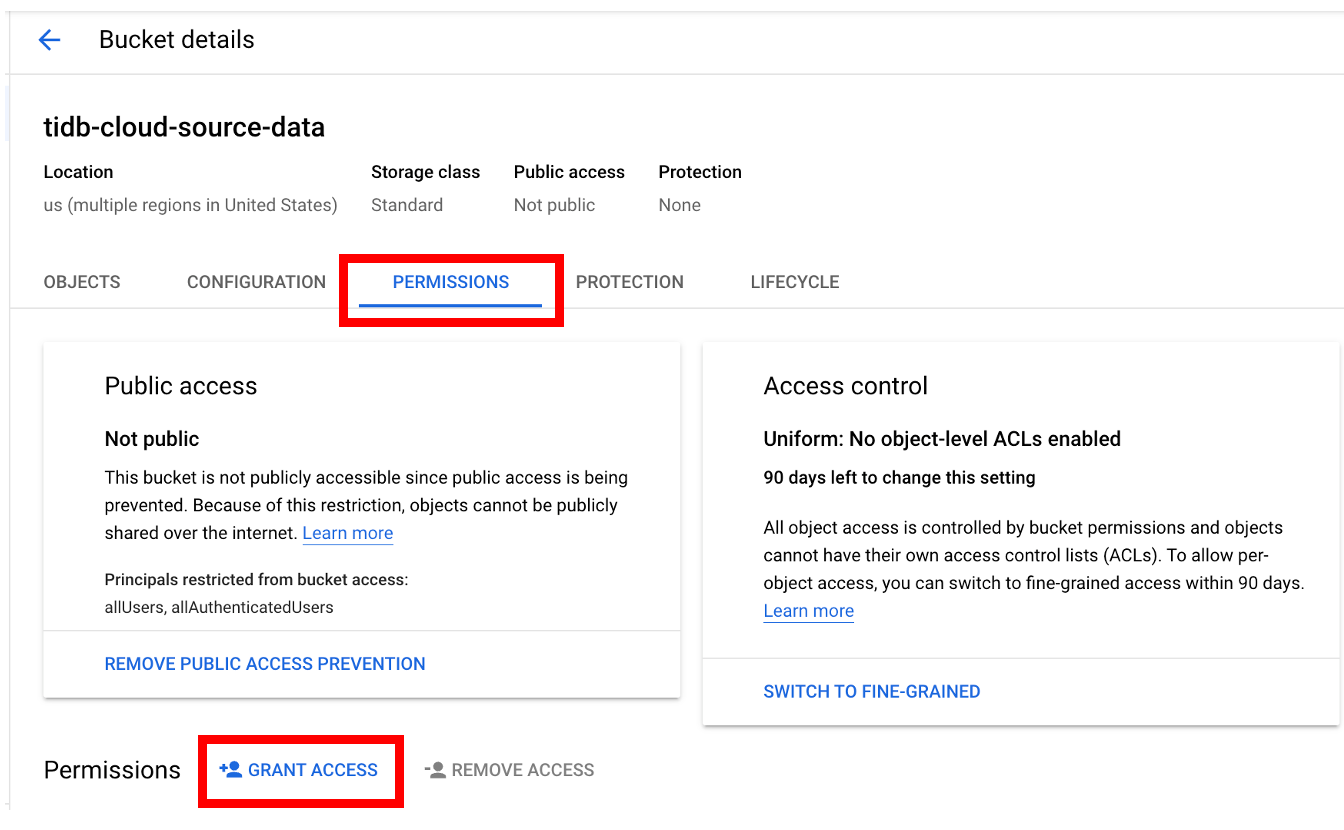 Bucket details
tidb-cloud-source-data
Location Storage class Public access Protection
us (multiple regions in United States) Standard Not public None
OBJECTS CONFIGURATION PERMISSIONS PROTECTION LIFECYCLE
Public access
Not public
This bucket is not publicly accessible since public access is being
prevented. Because of this restriction, objects cannot be publicly
shared over the internet. Learn more
Principals restricted from bucket access:
allUsers, allAuthenticatedUsers
REMOVE PUBLIC ACCESS PREVENTION
Access control
Uniform: No object-level ACLs enabled
90 days left to change this setting
All object access is controlled by bucket permissions and objects
cannot have their own access control lists (ACLs). To allow per-
object access, you can switch to fine-grained access within 90 days.
Learn more
SWITCH TO FINE-GRAINED
Permissions GRANT ACCESS REMOVE ACCESS